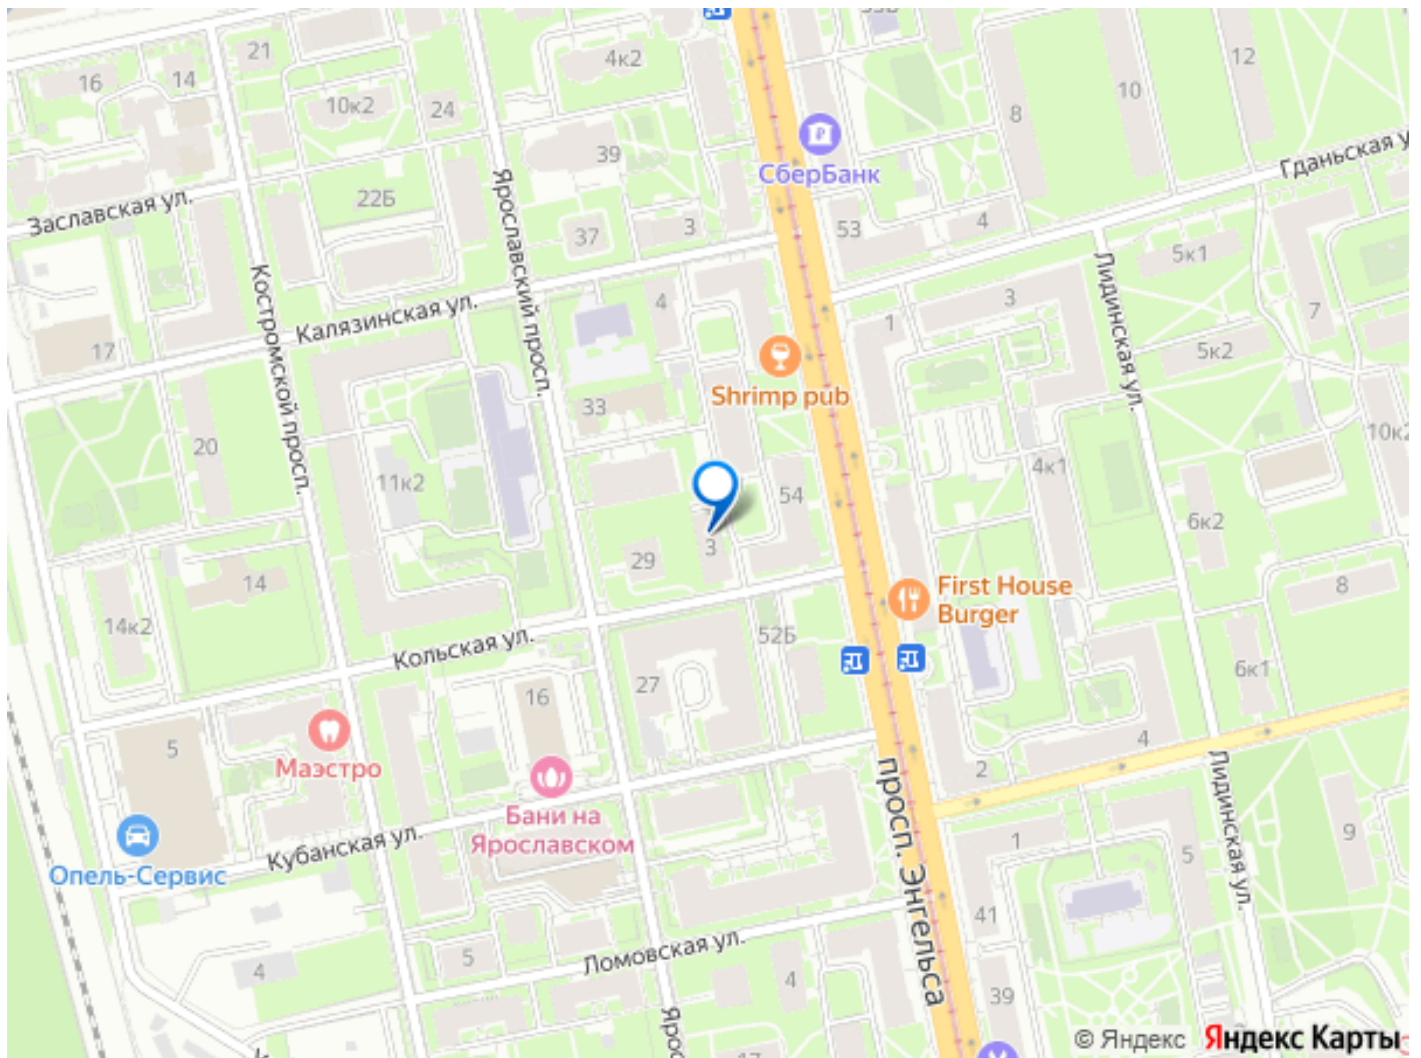 21
16
14
4к2
10к2
24
8
10
12
СберБанк
39
Гданьская у
Заславская ул.
22Б
Ярославский просп.
37
3
53
4
5к1
Костромской просп.
Калязинская ул.
4
3
1
7
Лидинская ул.
17
5к2
Shrimp pub
33
20
11к2
10к2
4к1
54
6к2
3
29
14
8
First House
Burger
14к2
Кольская ул.
52Б
6к1
27
16
5
Маэстро
4
2
просп. Энгельса
Лидинская ул.
Бани на
Ярославском
Кубанская ул.
Опель-Сервис
1
5
9
41
Ломовская ул.
5
4
4
39
Ярос
17
© Яндекс
Яндекс Карты